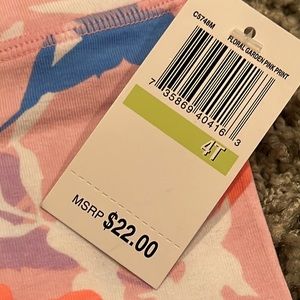 C5748M
FLORAL GARDEN PINK PRINT
7 35869 40416 3
4T
MSRP $22.00